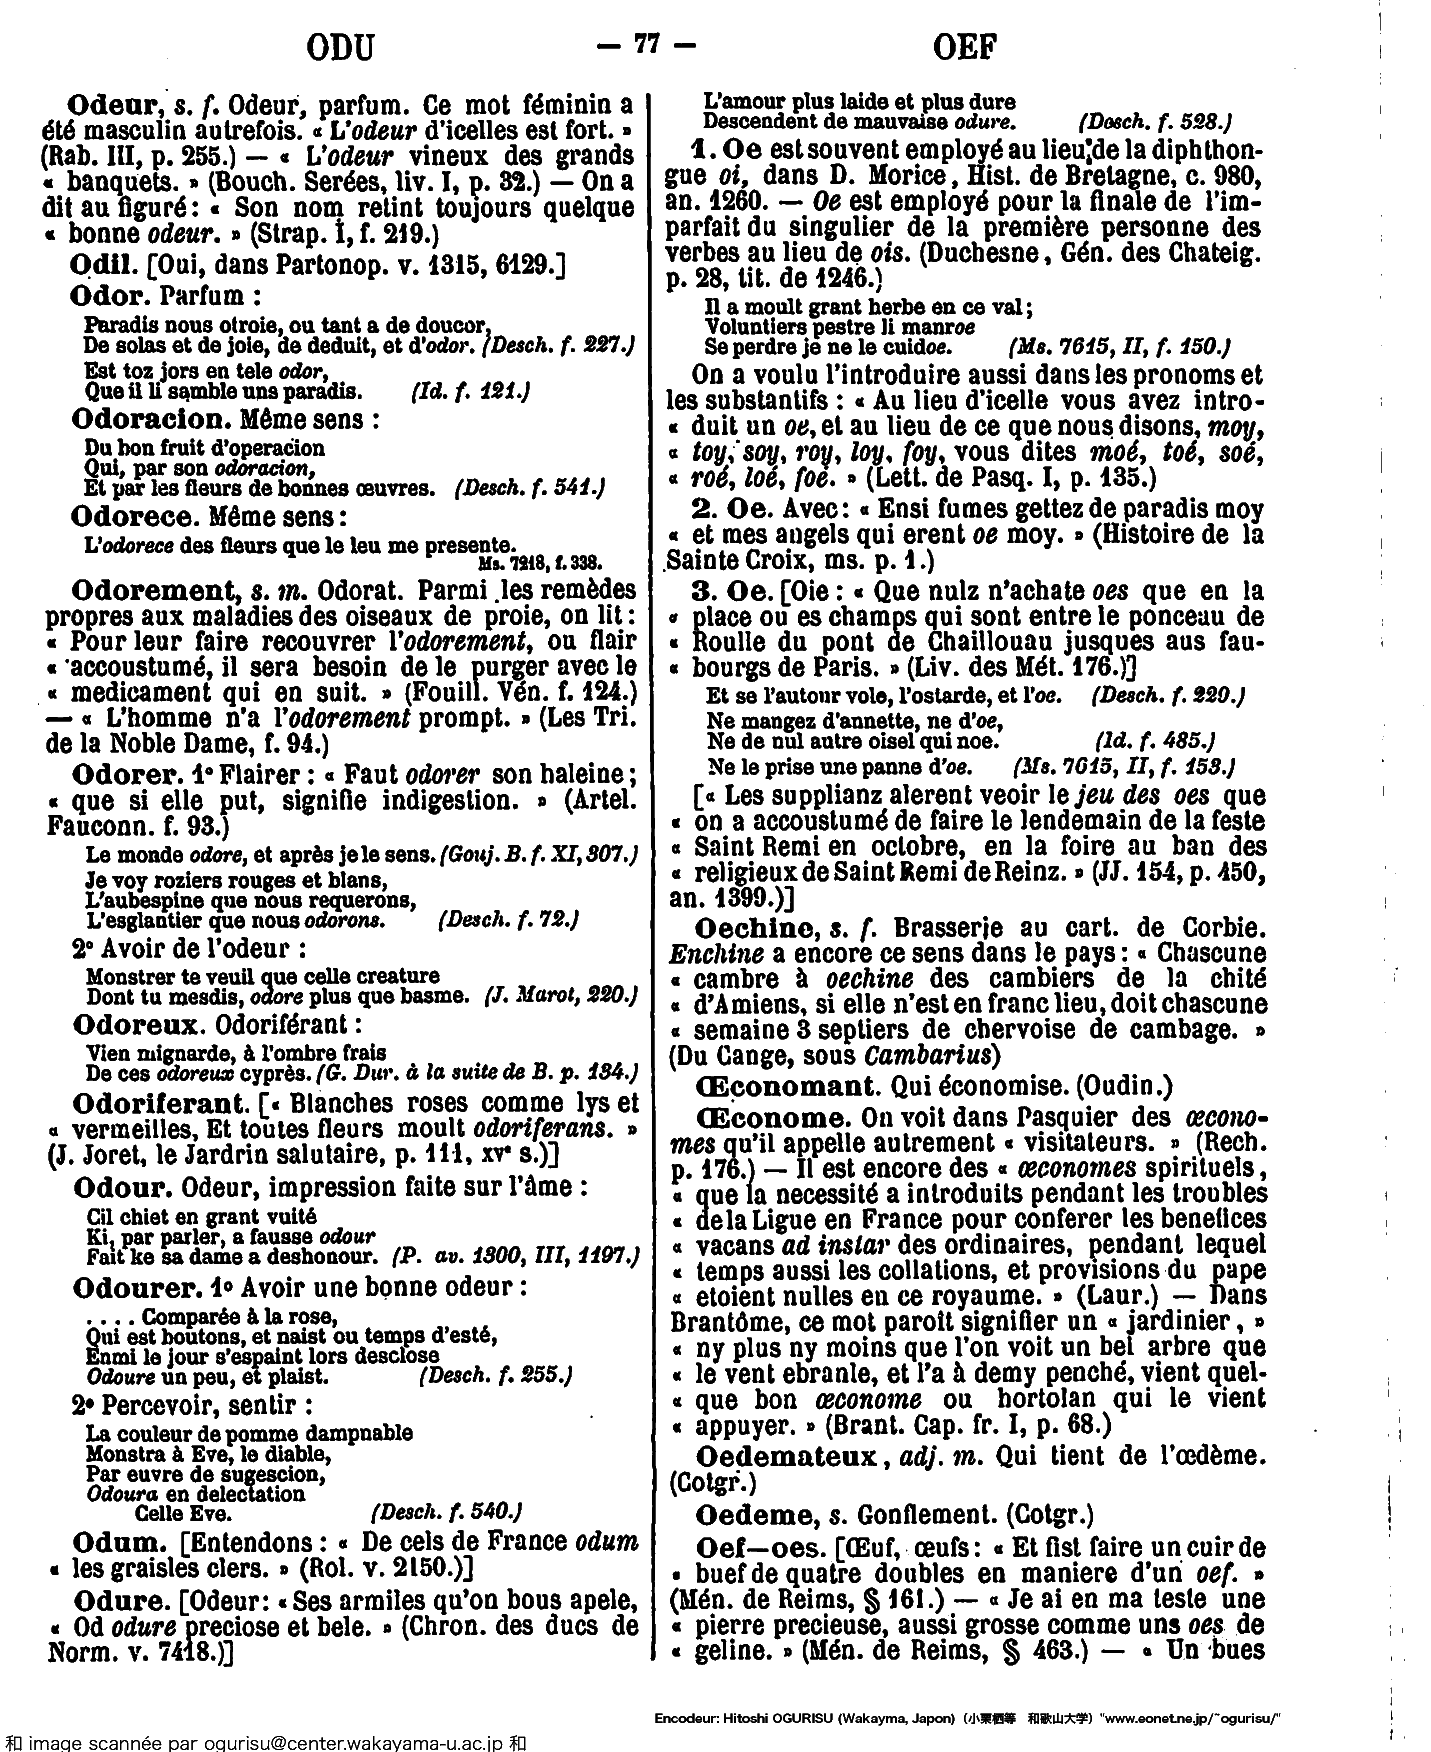 ODU — 77 — OEF
Odeur, s. f. Odeur, parfum. Ce mot féminin a
été masculin autrefois. « L'odeur d'icelles est fort. »
(Rab. III, p. 255.) — « L'odeur vineux des grands
« banquets. » (Bouch. Serées, liv. I, p. 32.) — On a
dit au figuré : « Son nom retint toujours quelque
« bonne odeur. » (Strap. I, f. 219.)
Odil. [Oui, dans Partonop. v. 1315, 6129.]
Odor. Parfum :
Paradis nous otroie, ou tant a de doucor,
De solas et de joie, de deduit, et d'odor. (Desch. f. 227.)
Est toz jors en tele odor,
Que il li samble uns paradis. (Id. f. 121.)
Odoracion. Même sens :
Du bon fruit d'operacion
Qui, par son odoracion,
Et par les fleurs de bonnes œuvres. (Desch. f. 541.)
Odorece. Même sens :
L'odorece des fleurs que le leu me presente.
Ms. 7218, f. 338.
Odorement, s. m. Odorat. Parmi les remèdes
propres aux maladies des oiseaux de proie, on lit :
« Pour leur faire recouvrer l'odorement, ou flair
« accoustumé, il sera besoin de le purger avec le
« medicament qui en suit. » (Fouill. Vén. f. 124.)
— « L'homme n'a l'odorement prompt. » (Les Tri.
de la Noble Dame, f. 94.)
Odorer. 1° Flairer : « Faut odorer son haleine ;
« que si elle put, signifie indigestion. » (Artel.
Fauconn. f. 93.)
Le monde odore, et après je le sens. (Gouj. B. f. XI, 307.)
Je voy roziers rouges et blans,
L'aubespine que nous requerons,
L'esglantier que nous odorons. (Desch. f. 72.)
2° Avoir de l'odeur :
Monstrer te veuil que celle creature
Dont tu mesdis, odore plus que basme. (J. Marot, 220.)
Odoreux. Odoriférant :
Vien mignarde, à l'ombre frais
De ces odoreux cyprès. (G. Dur. à la suite de B. p. 134.)
Odoriferant. [« Blanches roses comme lys et
« vermeilles, Et toutes fleurs moult odoriferans. »
(J. Joret, le Jardrin salutaire, p. 111, xve s.)]
Odour. Odeur, impression faite sur l'âme :
Cil chiet en grant vuité
Ki, par parler, a fausse odour
Fait ke sa dame a deshonour. (P. av. 1300, III, 1197.)
Odourer. 1° Avoir une bonne odeur :
. . . . Comparée à la rose,
Qui est boutons, et naist ou temps d'esté,
Enmi le jour s'espaint lors desclose
Odoure un peu, et plaist. (Desch. f. 255.)
2° Percevoir, sentir :
La couleur de pomme dampnable
Monstra à Eve, le diable,
Par euvre de sugescion,
Odoura en delectation
Celle Eve. (Desch. f. 540.)
Odum. [Entendons : « De cels de France odum
« les graisles clers. » (Rol. v. 2150.)]
Odure. [Odeur : « Ses armiles qu'on bous apele,
« Od odure preciose et bele. » (Chron. des ducs de
Norm. v. 7418.)]
L'amour plus laide et plus dure
Descendent de mauvaise odure. (Desch. f. 528.)
1. Oe est souvent employé au lieu de la diphthon-
gue oi, dans D. Morice, Hist. de Bretagne, c. 980,
an. 1260. — Oe est employé pour la finale de l'im-
parfait du singulier de la première personne des
verbes au lieu de ois. (Duchesne, Gén. des Chateig.
p. 28, tit. de 1246.)
Il a moult grant herbe en ce val ;
Voluntiers pestre li manroe
Se perdre je ne le cuidoe. (Ms. 7615, II, f. 150.)
On a voulu l'introduire aussi dans les pronoms et
les substantifs : « Au lieu d'icelle vous avez intro-
« duit un oe, et au lieu de ce que nous disons, moy,
« toy, soy, roy, loy, foy, vous dites moé, toé, soé,
« roé, loé, foé. » (Lett. de Pasq. I, p. 135.)
2. Oe. Avec : « Ensi fumes gettez de paradis moy
« et mes angels qui erent oe moy. » (Histoire de la
Sainte Croix, ms. p. 1.)
3. Oe. [Oie : « Que nulz n'achate oes que en la
« place ou es champs qui sont entre le ponceau de
« Roulle du pont de Chaillouau jusques aus fau-
« bourgs de Paris. » (Liv. des Mét. 176.)]
Et se l'autour vole, l'ostarde, et l'oe. (Desch. f. 220.)
Ne mangez d'annette, ne d'oe,
Ne de nul autre oisel qui noe. (Id. f. 485.)
Ne le prise une panne d'oe. (Ms. 7615, II, f. 153.)
[« Les supplianz alerent veoir le jeu des oes que
« on a accoustumé de faire le lendemain de la feste
« Saint Remi en octobre, en la foire au ban des
« religieux de Saint Remi de Reinz. » (JJ. 154, p. 450,
an. 1399.)]
Oechine, s. f. Brasserie au cart. de Corbie.
Enchine a encore ce sens dans le pays : « Chascune
« cambre à oechine des cambiers de la chité
« d'Amiens, si elle n'est en franc lieu, doit chascune
« semaine 3 septiers de chervoise de cambage. »
(Du Cange, sous Cambarius)
Œconomant. Qui économise. (Oudin.)
Œconome. On voit dans Pasquier des œcono-
mes qu'il appelle autrement « visitateurs. » (Rech.
p. 176.) — Il est encore des « œconomes spirituels,
« que la necessité a introduits pendant les troubles
« de la Ligue en France pour conferer les benefices
« vacans ad instar des ordinaires, pendant lequel
« temps aussi les collations, et provisions du pape
« etoient nulles en ce royaume. » (Laur.) — Dans
Brantôme, ce mot paroît signifier un « jardinier, »
« ny plus ny moins que l'on voit un bel arbre que
« le vent ebranle, et l'a à demy penché, vient quel-
« que bon œconome ou hortolan qui le vient
« appuyer. » (Brant. Cap. fr. I, p. 68.)
Oedemateux, adj. m. Qui tient de l'œdème.
(Cotgr.)
Oedeme, s. Gonflement. (Cotgr.)
Oef—oes. [Œuf, œufs : « Et fist faire un cuir de
« buef de quatre doubles en maniere d'un oef. »
(Mén. de Reims, § 161.) — « Je ai en ma teste une
« pierre precieuse, aussi grosse comme uns oes de
« geline. » (Mén. de Reims, § 463.) — « Un bues
Encodeur: Hitoshi OGURISU (Wakayma, Japon) (小栗栖等 和歌山大学) "www.eonet.ne.jp/~ogurisu/"
和 image scannée par ogurisu@center.wakayama-u.ac.jp 和